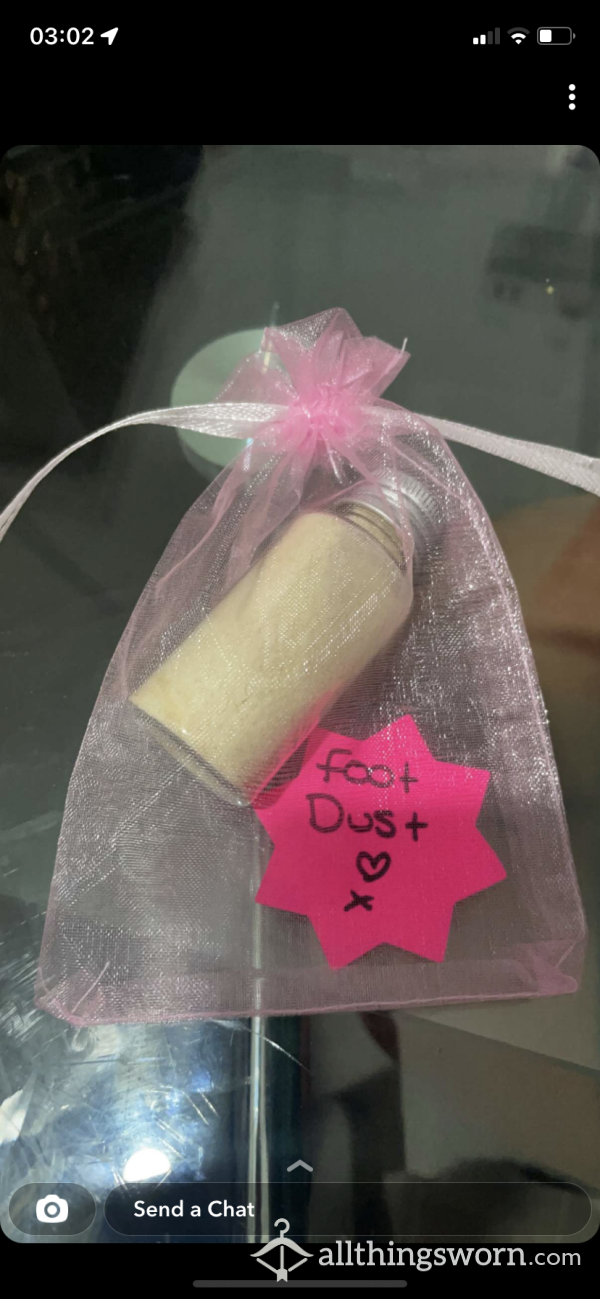 03:02
foot
Dust
x
Send a Chat
allthingsworn.com